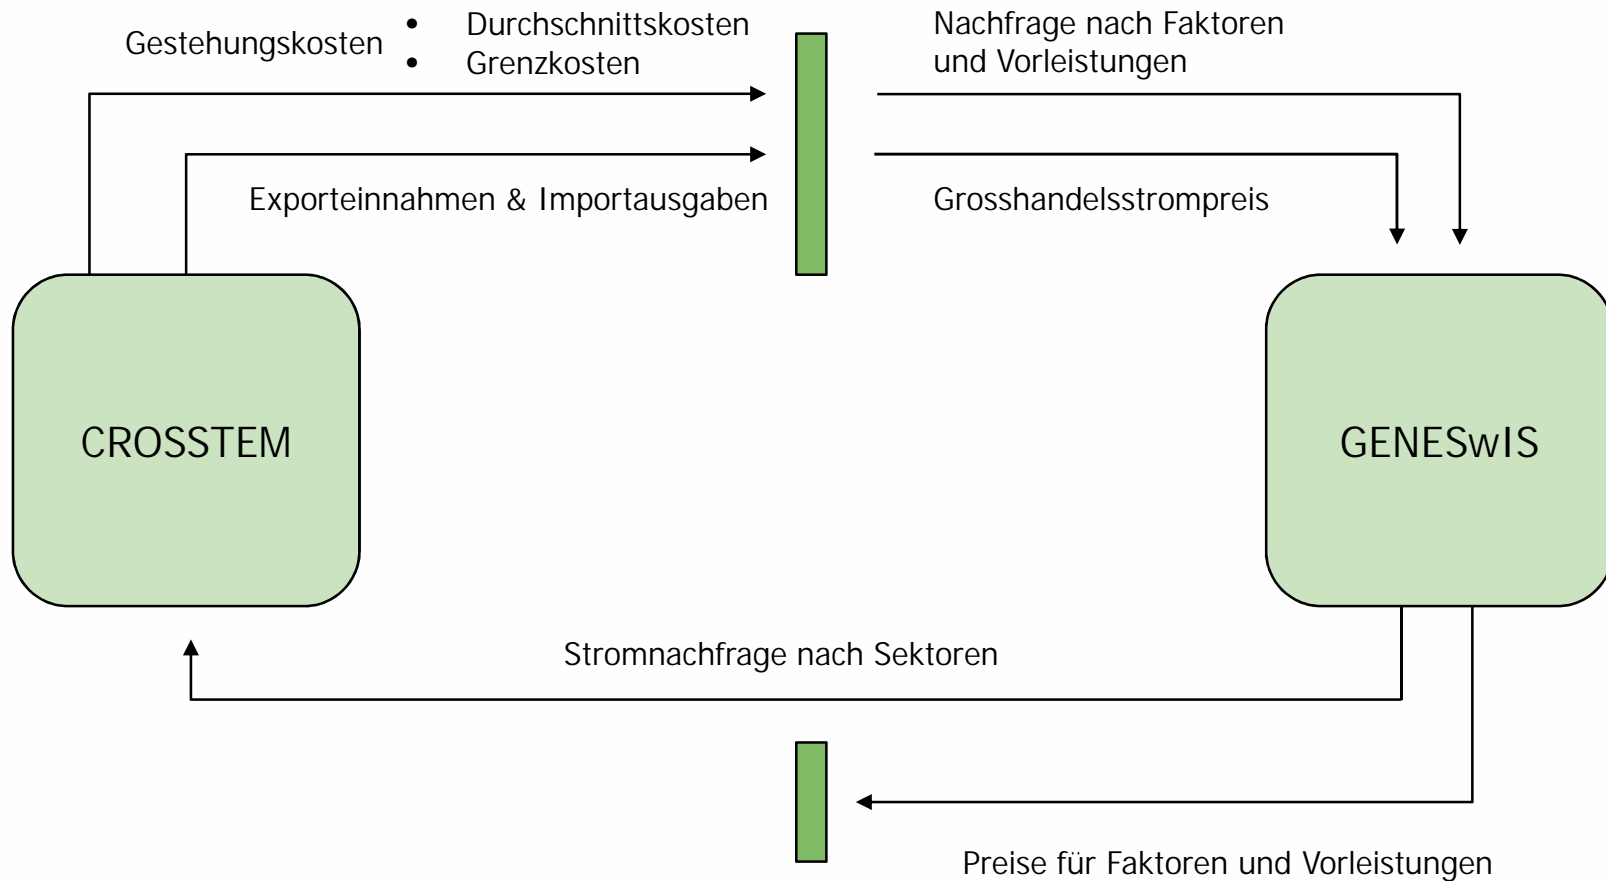 Gestehungskosten
• Durchschnittskosten
• Grenzkosten
Nachfrage nach Faktoren
und Vorleistungen
Exporteinnahmen & Importausgaben
Grosshandelsstrompreis
CROSSTEM
GENESwIS
Stromnachfrage nach Sektoren
Preise für Faktoren und Vorleistungen